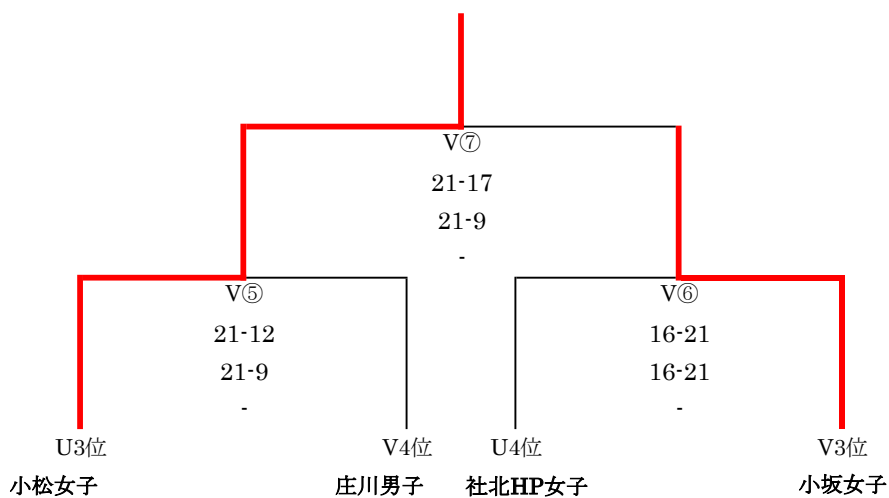 V⑦
21-17
21-9
-
V⑤
V⑥
21-12
16-21
21-9
16-21
-
-
U3位
V4位
U4位
V3位
小松女子
庄川男子
社北HP女子
小坂女子